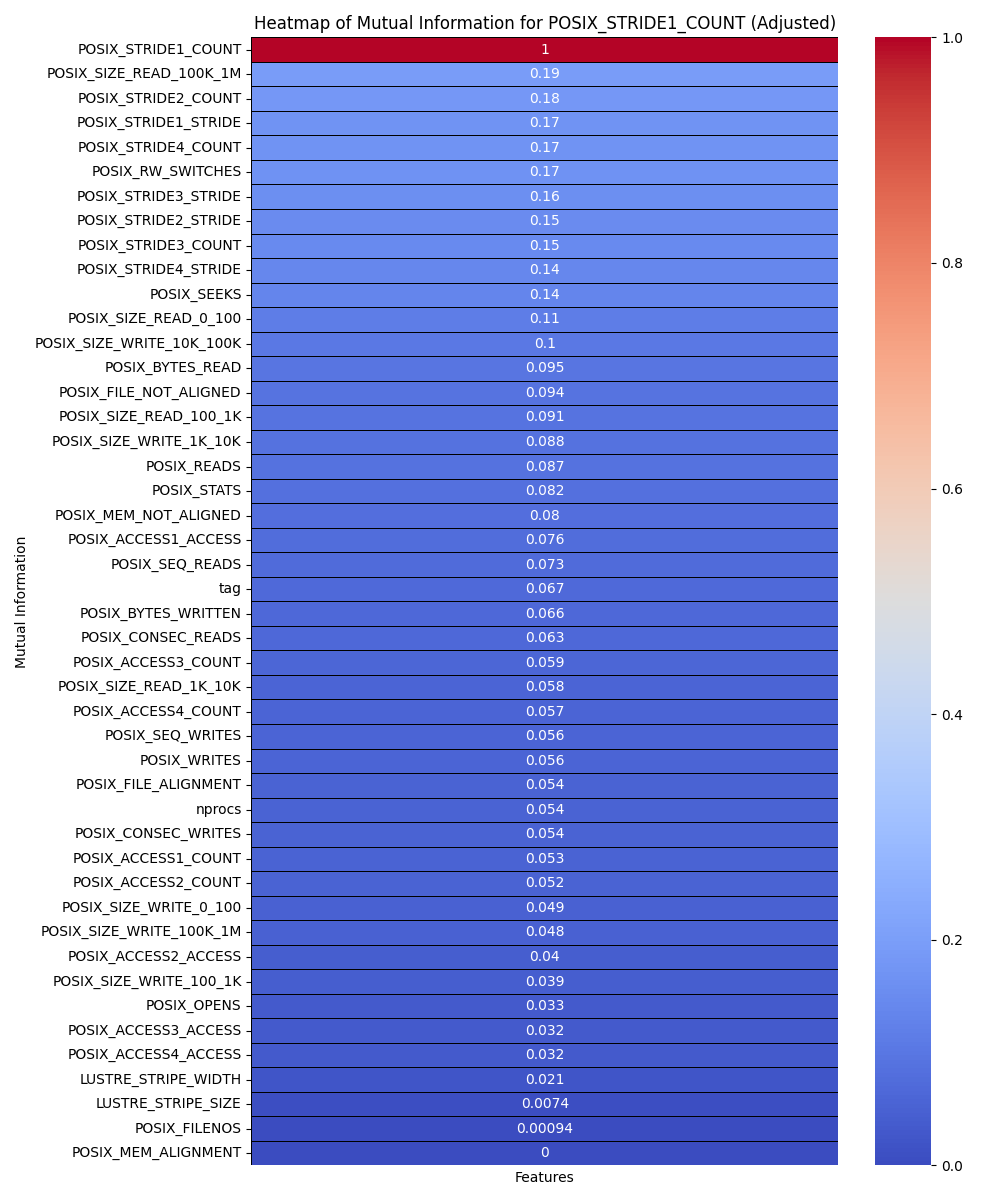 Heatmap of Mutual Information for POSIX_STRIDE1_COUNT (Adjusted)
POSIX_STRIDE1_COUNT 1
POSIX_SIZE_READ_100K_1M 0.19
POSIX_STRIDE2_COUNT 0.18
POSIX_STRIDE1_STRIDE 0.17
POSIX_STRIDE4_COUNT 0.17
POSIX_RW_SWITCHES 0.17
POSIX_STRIDE3_STRIDE 0.16
POSIX_STRIDE2_STRIDE 0.15
POSIX_STRIDE3_COUNT 0.15
POSIX_STRIDE4_STRIDE 0.14
POSIX_SEEKS 0.14
POSIX_SIZE_READ_0_100 0.11
POSIX_SIZE_WRITE_10K_100K 0.1
POSIX_BYTES_READ 0.095
POSIX_FILE_NOT_ALIGNED 0.094
POSIX_SIZE_READ_100_1K 0.091
POSIX_SIZE_WRITE_1K_10K 0.088
POSIX_READS 0.087
POSIX_STATS 0.082
POSIX_MEM_NOT_ALIGNED 0.08
POSIX_ACCESS1_ACCESS 0.076
POSIX_SEQ_READS 0.073
tag 0.067
POSIX_BYTES_WRITTEN 0.066
POSIX_CONSEC_READS 0.063
POSIX_ACCESS3_COUNT 0.059
POSIX_SIZE_READ_1K_10K 0.058
POSIX_ACCESS4_COUNT 0.057
POSIX_SEQ_WRITES 0.056
POSIX_WRITES 0.056
POSIX_FILE_ALIGNMENT 0.054
nprocs 0.054
POSIX_CONSEC_WRITES 0.054
POSIX_ACCESS1_COUNT 0.053
POSIX_ACCESS2_COUNT 0.052
POSIX_SIZE_WRITE_0_100 0.049
POSIX_SIZE_WRITE_100K_1M 0.048
POSIX_ACCESS2_ACCESS 0.04
POSIX_SIZE_WRITE_100_1K 0.039
POSIX_OPENS 0.033
POSIX_ACCESS3_ACCESS 0.032
POSIX_ACCESS4_ACCESS 0.032
LUSTRE_STRIPE_WIDTH 0.021
LUSTRE_STRIPE_SIZE 0.0074
POSIX_FILENOS 0.00094
POSIX_MEM_ALIGNMENT 0
Mutual Information
Features
1.0
0.8
0.6
0.4
0.2
0.0